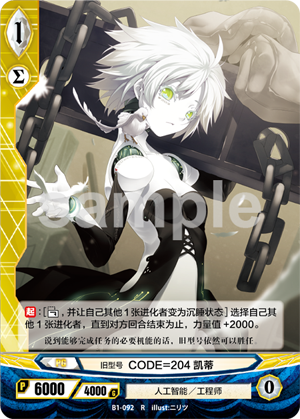 1
Σ
Sample
起:[, 并让自己其他1张进化者变为沉睡状态] 选择自己其
他1张进化者, 直到对方回合结束为止, 力量值 +2000。
说到能够完成任务的必要机能的话, 旧型号依然可以胜任。
旧型号 CODE=204 凯蒂
P 6000 4000 G 人工智能／工程师 0
B1-092 R illust:ニリツ